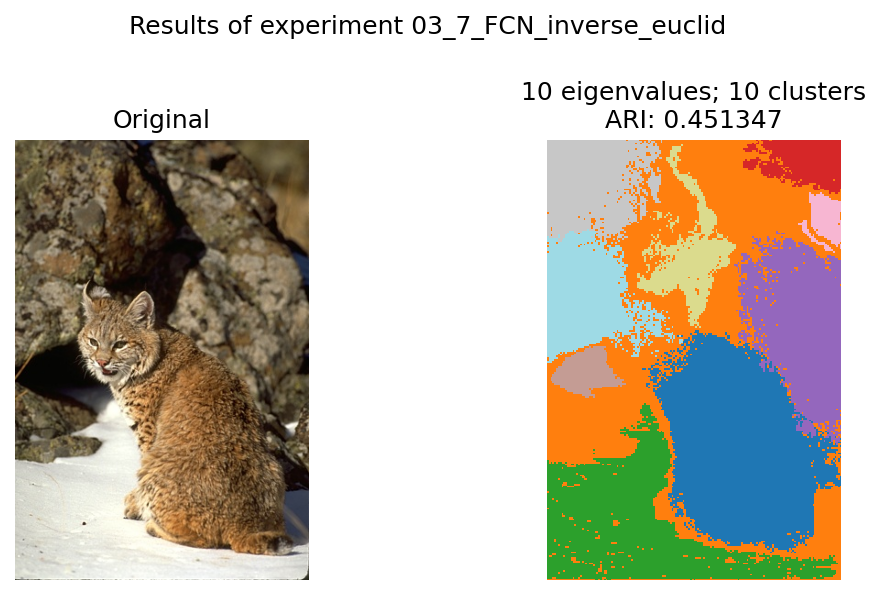 Results of experiment 03_7_FCN_inverse_euclid
Original
10 eigenvalues; 10 clusters
ARI: 0.451347